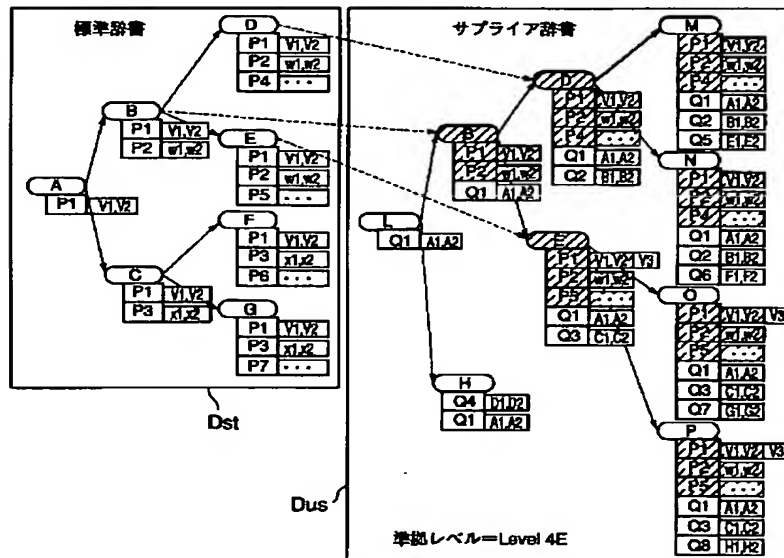 標準辞書
A
P1 V1,V2
B
P1 V1,V2
P2 w1,w2
C
P1 V1,V2
P3 x1,x2
D
P1 V1,V2
P2 w1,w2
P4 ・・・
E
P1 V1,V2
P2 w1,w2
P5 ・・・
F
P1 V1,V2
P3 x1,x2
P6 ・・・
G
P1 V1,V2
P3 x1,x2
P7 ・・・
Dst
サプライア辞書
L
Q1 A1,A2
B
P1 V1,V2
P2 w1,w2
Q1 A1,A2
H
Q4 D1,D2
Q1 A1,A2
D
P1 V1,V2
P2 w1,w2
P4 ・・・
Q1 A1,A2
Q2 B1,B2
E
P1 V1,V2 V3
P2 w1,w2
P5 ・・・
Q1 A1,A2
Q3 C1,C2
M
P1 V1,V2
P2 w1,w2
P4 ・・・
Q1 A1,A2
Q2 B1,B2
Q5 E1,E2
N
P1 V1,V2
P2 w1,w2
P4 ・・・
Q1 A1,A2
Q2 B1,B2
Q6 F1,F2
O
P1 V1,V2 V3
P2 w1,w2
P5 ・・・
Q1 A1,A2
Q3 C1,C2
Q7 G1,G2
P
P1 V1,V2 V3
P2 w1,w2
P5 ・・・
Q1 A1,A2
Q3 C1,C2
Q8 H1,H2
準認レベル=Level 4E
Dus